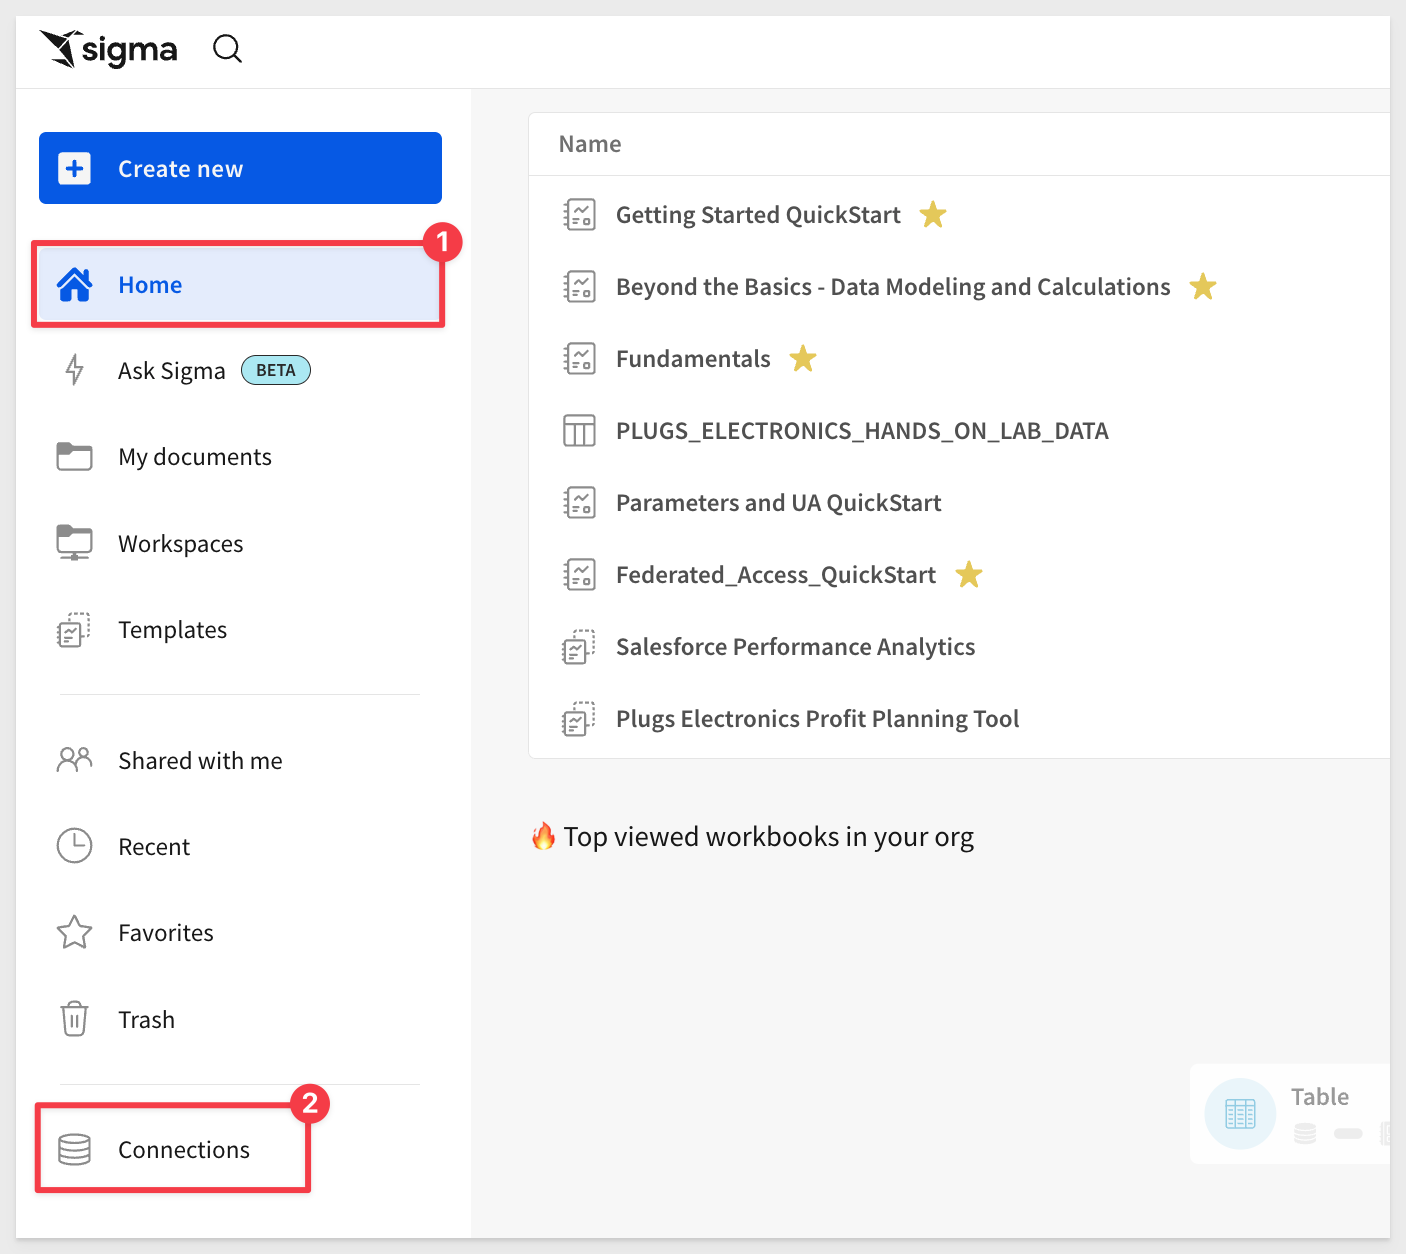 sigma
Create new
1
Home
Ask Sigma BETA
My documents
Workspaces
Templates
Shared with me
Recent
Favorites
Trash
2
Connections
Name
Getting Started QuickStart
Beyond the Basics - Data Modeling and Calculations
Fundamentals
PLUGS_ELECTRONICS_HANDS_ON_LAB_DATA
Parameters and UA QuickStart
Federated_Access_QuickStart
Salesforce Performance Analytics
Plugs Electronics Profit Planning Tool
🔥 Top viewed workbooks in your org
Table